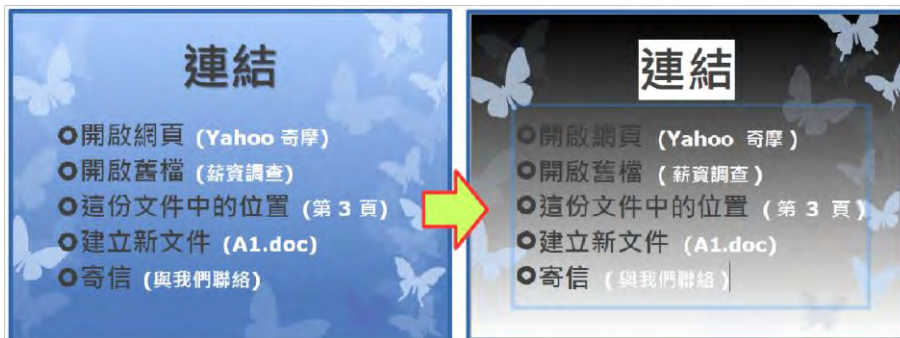 連結
開啟網頁 (Yahoo 奇摩)
開啟舊檔 (薪資調查)
這份文件中的位置 (第 3 頁)
建立新文件 (A1.doc)
寄信 (與我們聯絡)
連結
開啟網頁 (Yahoo 奇摩 )
開啟舊檔 ( 薪資調查 )
這份文件中的位置 ( 第 3 頁 )
建立新文件 (A1.doc)
寄信 ( 與我們聯絡 )